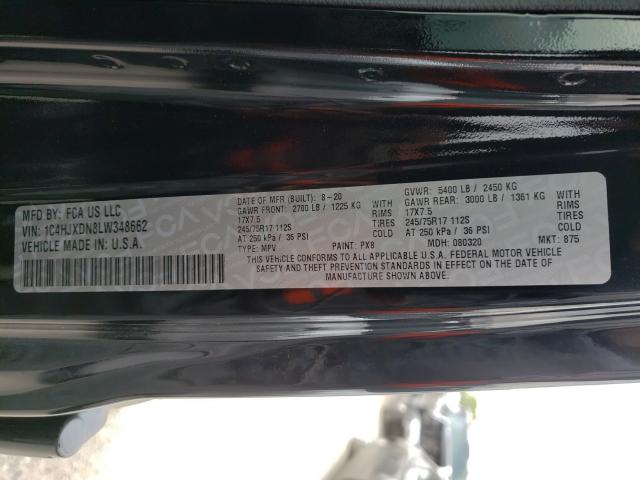 MFD BY: FCA US LLC
VIN: 1C4HJXDN8LW348662
VEHICLE MADE IN U.S.A.
DATE OF MFR (BUILT): 8-20
GAWR FRONT: 2700 LB / 1225 KG WITH
17X7.5 RIMS
245/75R17 112S TIRES
AT 250 kPa / 36 PSI COLD
GVWR: 5400 LB / 2450 KG
GAWR REAR: 3000 LB / 1361 KG WITH
17X7.5 RIMS
245/75R17 112S TIRES
AT 250 kPa / 36 PSI COLD
TYPE: MPV PAINT: PX8 MDH: 080320 MKT: 875
THIS VEHICLE CONFORMS TO ALL APPLICABLE U.S.A. FEDERAL MOTOR VEHICLE
SAFETY AND THEFT PREVENTION STANDARDS IN EFFECT ON THE DATE OF
MANUFACTURE SHOWN ABOVE.